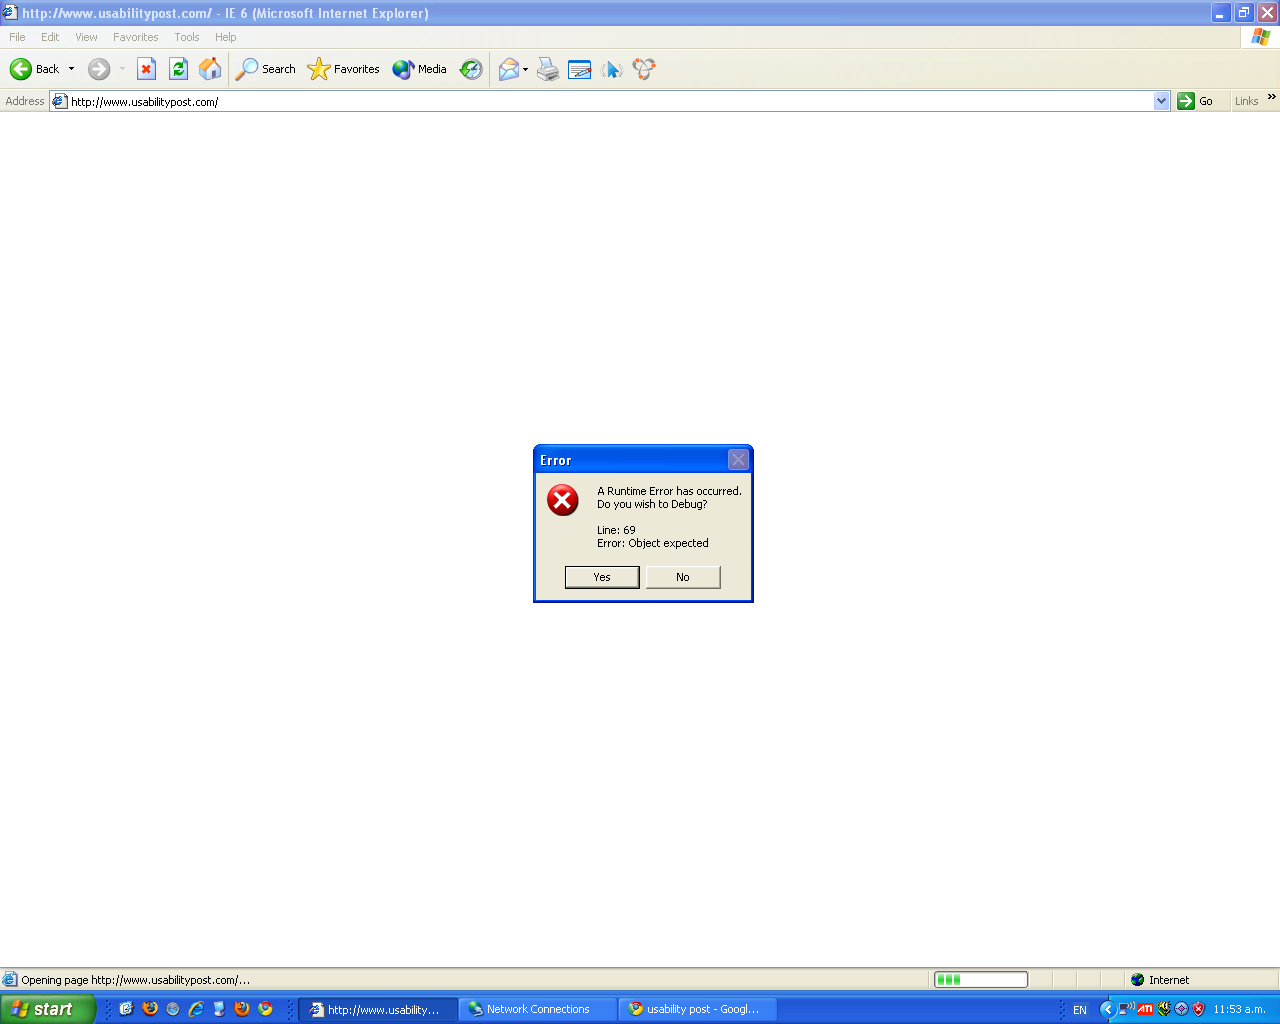 http://www.usabilitypost.com/ - IE 6 (Microsoft Internet Explorer)
File Edit View Favorites Tools Help
Back Search Favorites Media
Address http://www.usabilitypost.com/ Go Links »
Error
A Runtime Error has occurred.
Do you wish to Debug?
Line: 69
Error: Object expected
Yes No
Opening page http://www.usabilitypost.com/... Internet
start http://www.usability... Network Connections usability post - Googl... EN ATI 11:53 a.m.